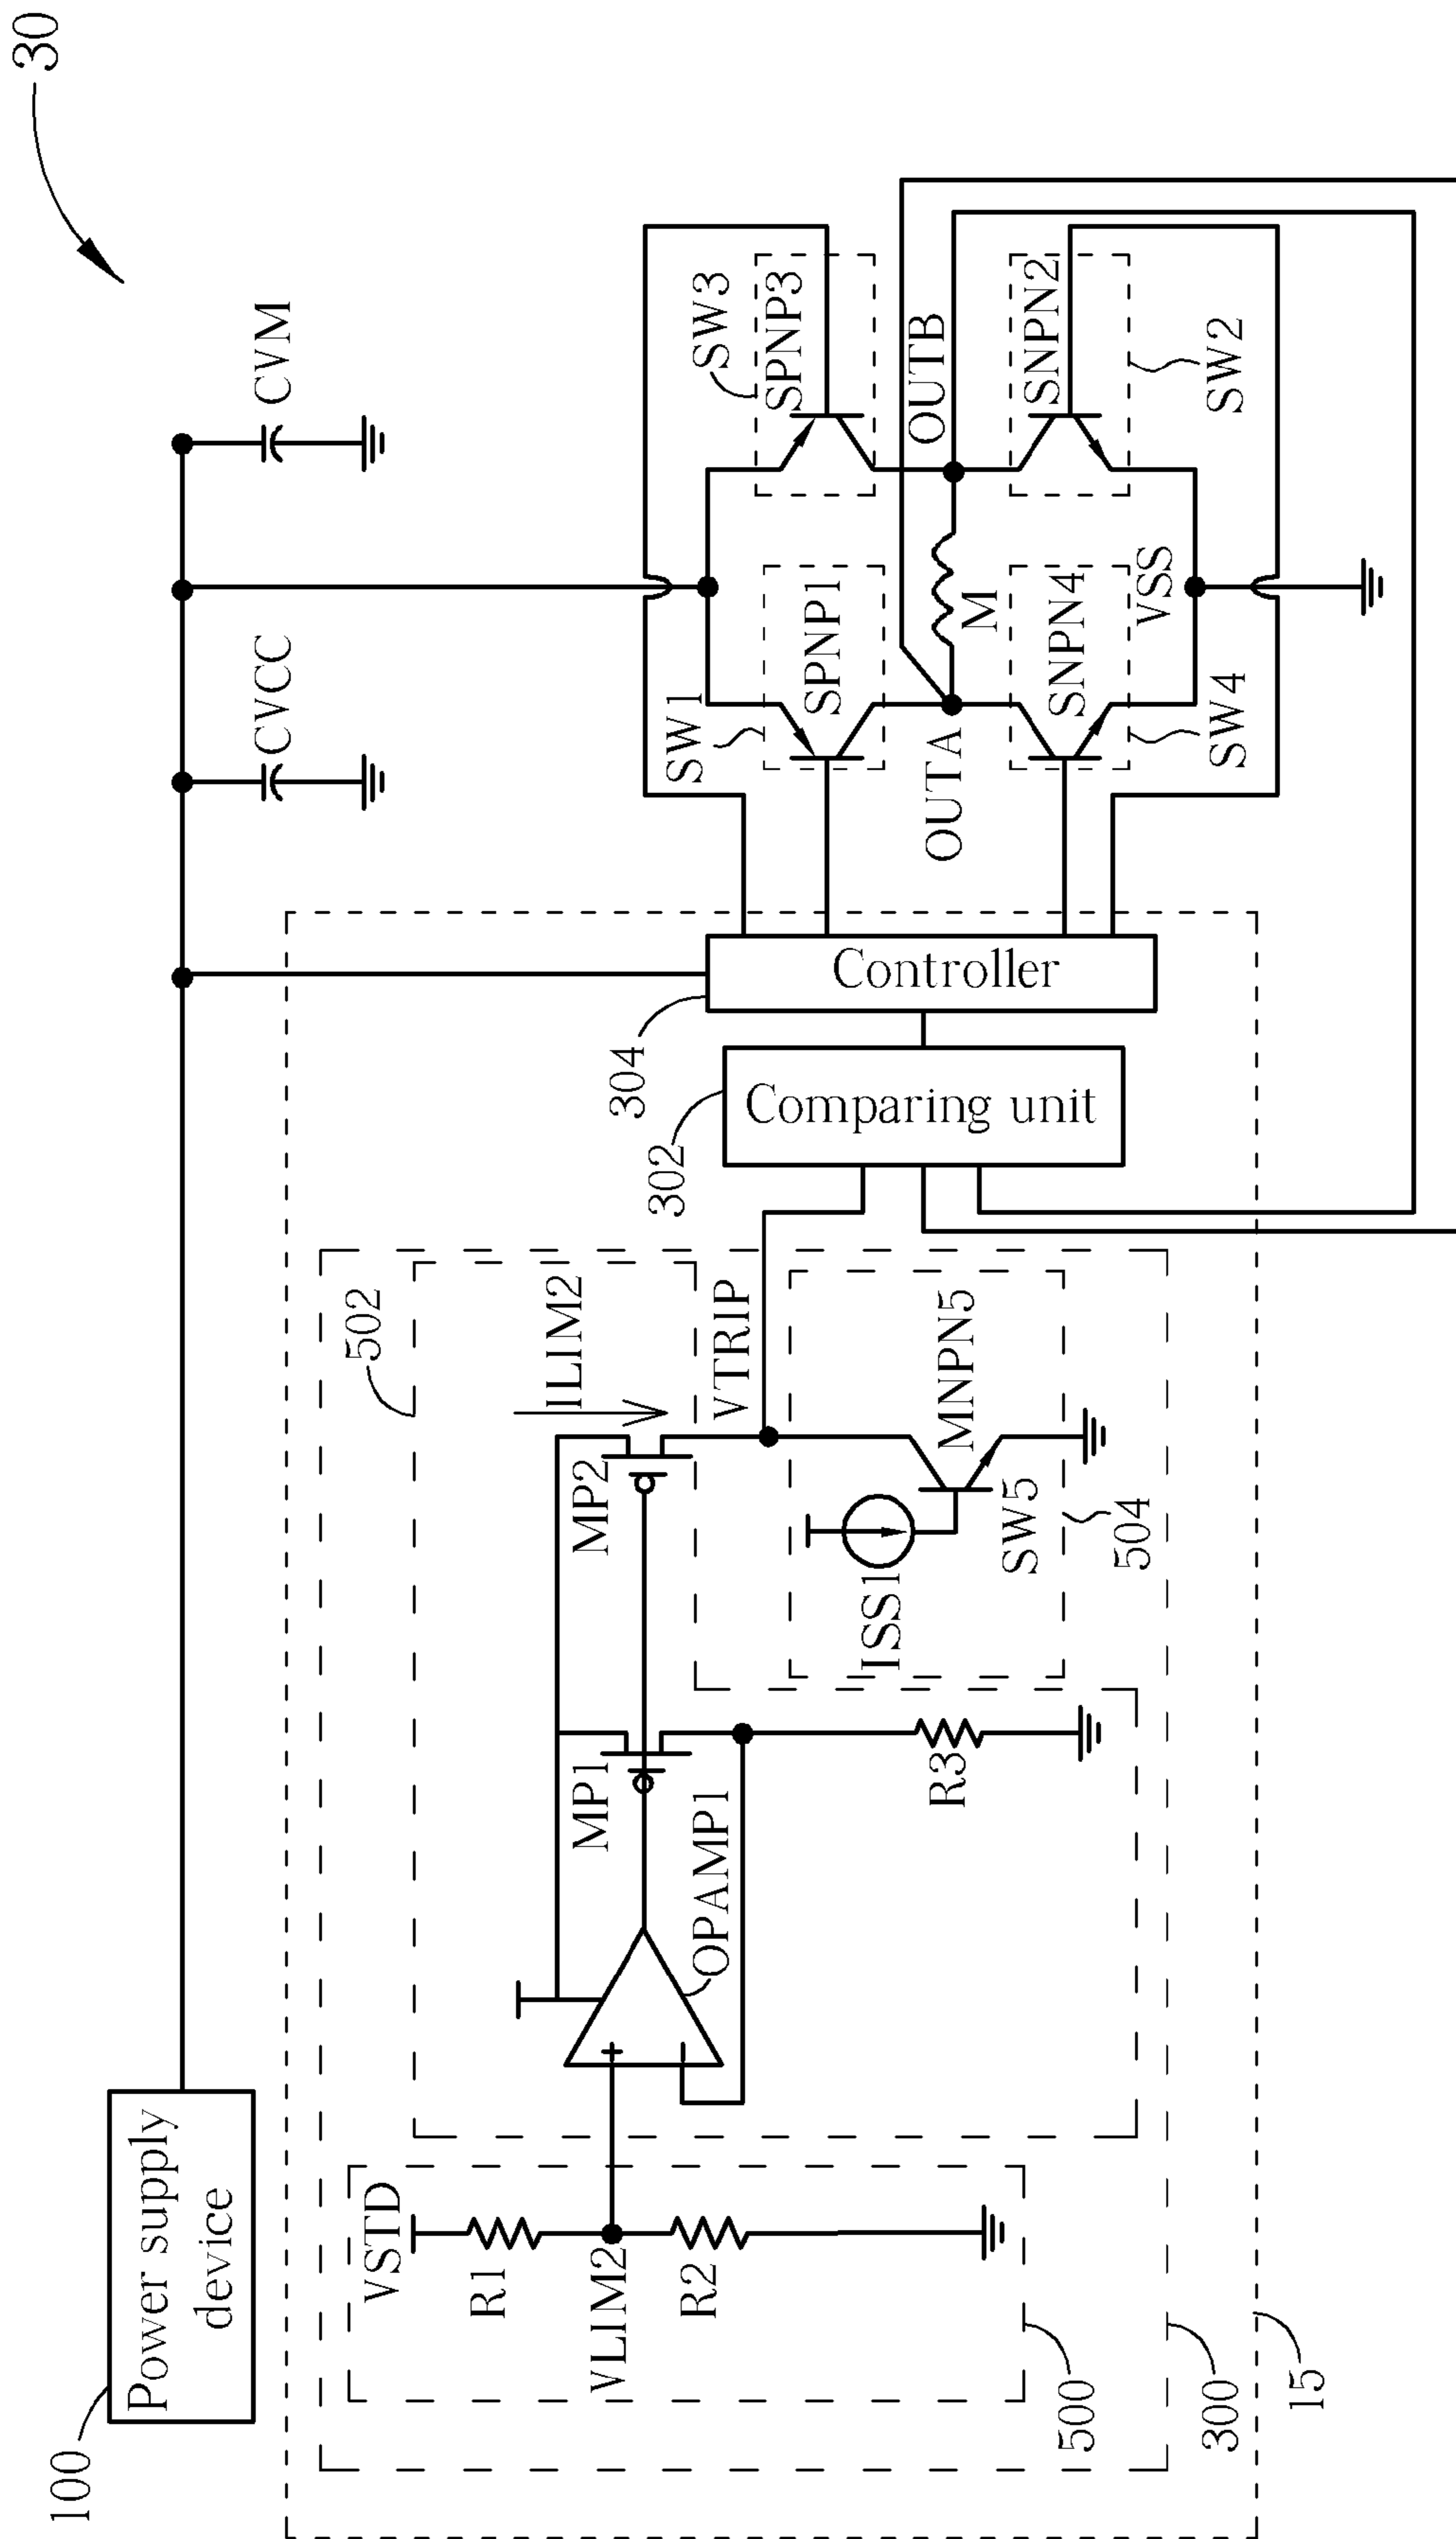 30
100
Power supply
device
CVCC
CVM
SW1
SPNP1
SW3
SPNP3
OUTA
M
OUTB
SNPN4
SNPN2
SW4
VSS
SW2
Controller
304
Comparing unit
302
502
ILIM2
MP1
MP2
VTRIP
OPAMP1
ISS1
MNPN5
SW5
504
R3
VSTD
R1
VLIM2
R2
500
300
15